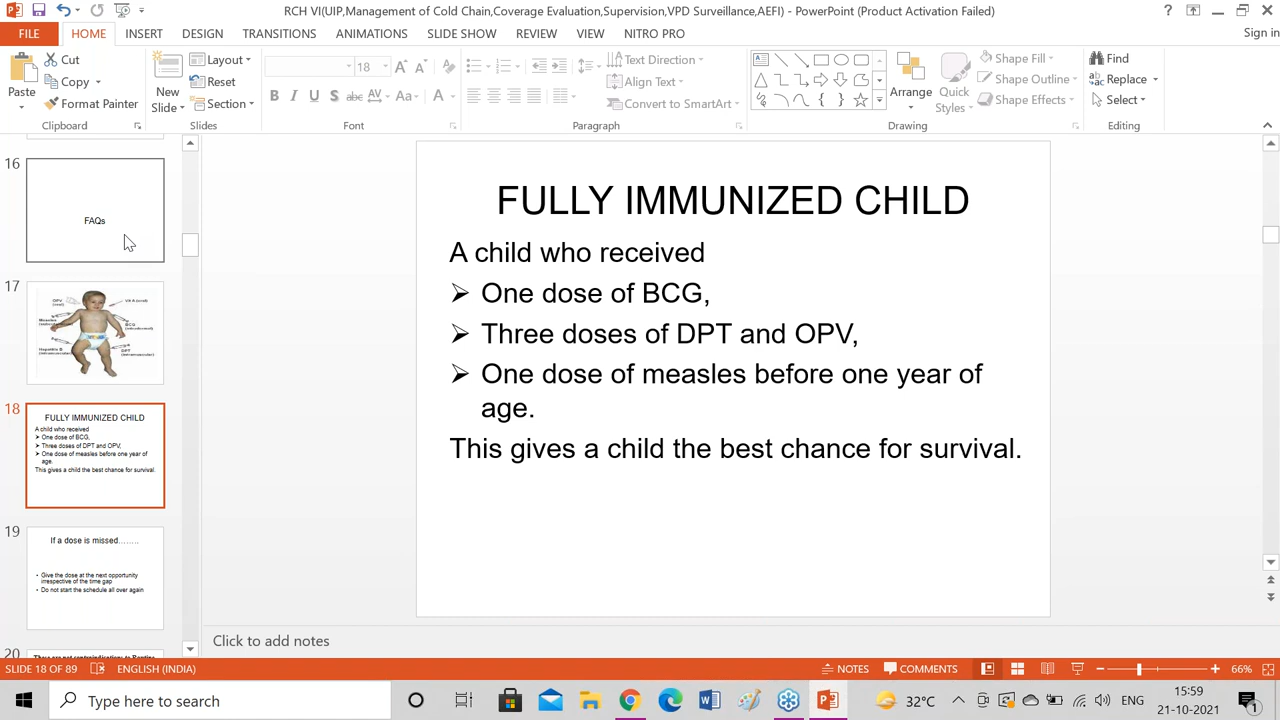 RCH VI(UIP,Management of Cold Chain,Coverage Evaluation,Supervision,VPD Surveillance,AEFI) - PowerPoint (Product Activation Failed)
FILE HOME INSERT DESIGN TRANSITIONS ANIMATIONS SLIDE SHOW REVIEW VIEW NITRO PRO Sign in
Paste
Cut
Copy
Format Painter
Clipboard
New Slide
Layout
Reset
Section
Slides
18
Font
Text Direction
Align Text
Convert to SmartArt
Paragraph
Arrange
Quick Styles
Shape Fill
Shape Outline
Shape Effects
Drawing
Find
Replace
Select
Editing
16
FAQs
17
OPV
Measles
BCG
Hepatitis B
DPT
18
FULLY IMMUNIZED CHILD
A child who received
➤ One dose of BCG,
➤ Three doses of DPT and OPV,
➤ One dose of measles before one year of
age.
This gives a child the best chance for survival.
19
If a dose is missed........
• Give the dose at the next opportunity
irrespective of the time gap
• Do not start the schedule all over again
20
FULLY IMMUNIZED CHILD
A child who received
➤ One dose of BCG,
➤ Three doses of DPT and OPV,
➤ One dose of measles before one year of
age.
This gives a child the best chance for survival.
Click to add notes
SLIDE 18 OF 89 ENGLISH (INDIA) NOTES COMMENTS 66%
Type here to search 32°C ENG 15:59
21-10-2021
1